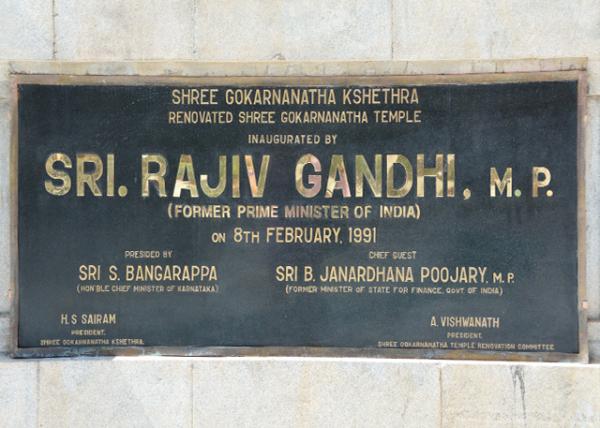 SHREE GOKARNANATHA KSHETHRA
RENOVATED SHREE GOKARNANATHA TEMPLE
INAUGURATED BY
SRI. RAJIV GANDHI, M. P.
(FORMER PRIME MINISTER OF INDIA)
ON 8TH FEBRUARY, 1991
PRESIDED BY
SRI S. BANGARAPPA
(HON'BLE CHIEF MINISTER OF KARNATAKA)
CHIEF GUEST
SRI B. JANARDHANA POOJARY, M. P.
(FORMER MINISTER OF STATE FOR FINANCE, GOVT. OF INDIA)
H. S SAIRAM
PRESIDENT,
SHREE GOKARNANATHA KSHETHRA.
A. VISHWANATH
PRESIDENT,
SHREE GOKARNANATHA TEMPLE RENOVATION COMMITTEE